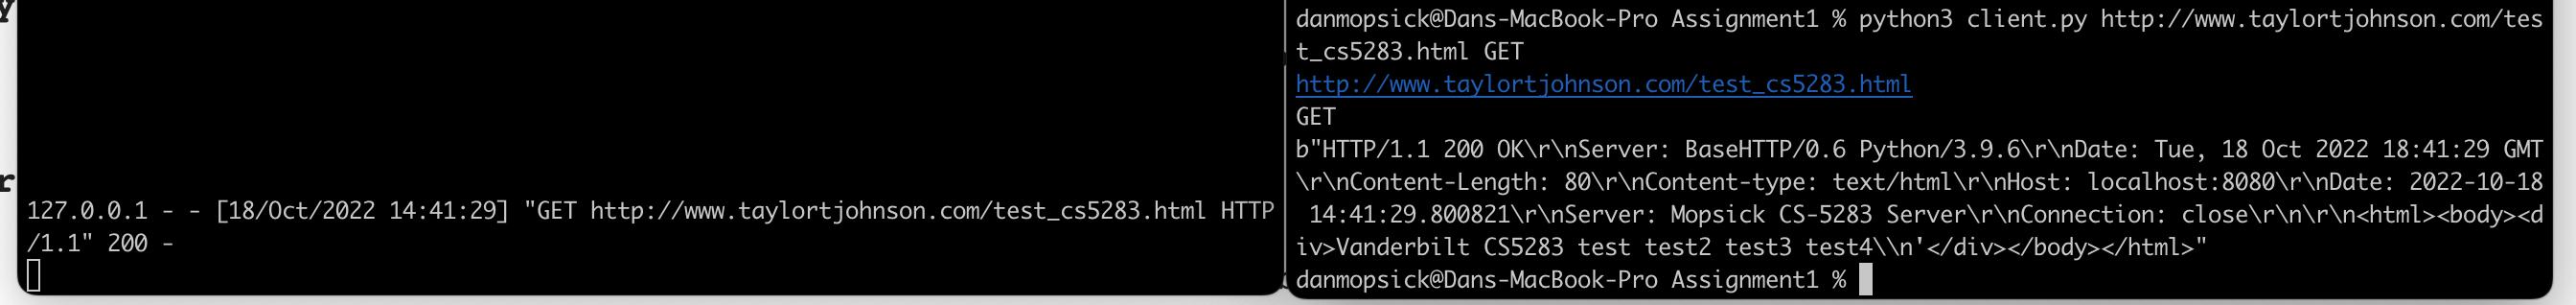 y
r
127.0.0.1 - - [18/Oct/2022 14:41:29] "GET http://www.taylortjohnson.com/test_cs5283.html HTTP
/1.1" 200 -
danmopsick@Dans-MacBook-Pro Assignment1 % python3 client.py http://www.taylortjohnson.com/tes
t_cs5283.html GET
http://www.taylortjohnson.com/test_cs5283.html
GET
b"HTTP/1.1 200 OK\r\nServer: BaseHTTP/0.6 Python/3.9.6\r\nDate: Tue, 18 Oct 2022 18:41:29 GMT
\r\nContent-Length: 80\r\nContent-type: text/html\r\nHost: localhost:8080\r\nDate: 2022-10-18
 14:41:29.800821\r\nServer: Mopsick CS-5283 Server\r\nConnection: close\r\n\r\n<html><body><d
iv>Vanderbilt CS5283 test test2 test3 test4\\n'</div></body></html>"
danmopsick@Dans-MacBook-Pro Assignment1 %